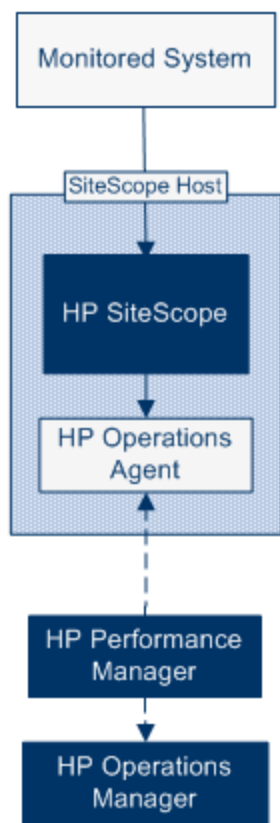 Monitored System
SiteScope Host
HP SiteScope
HP Operations
Agent
HP Performance
Manager
HP Operations
Manager